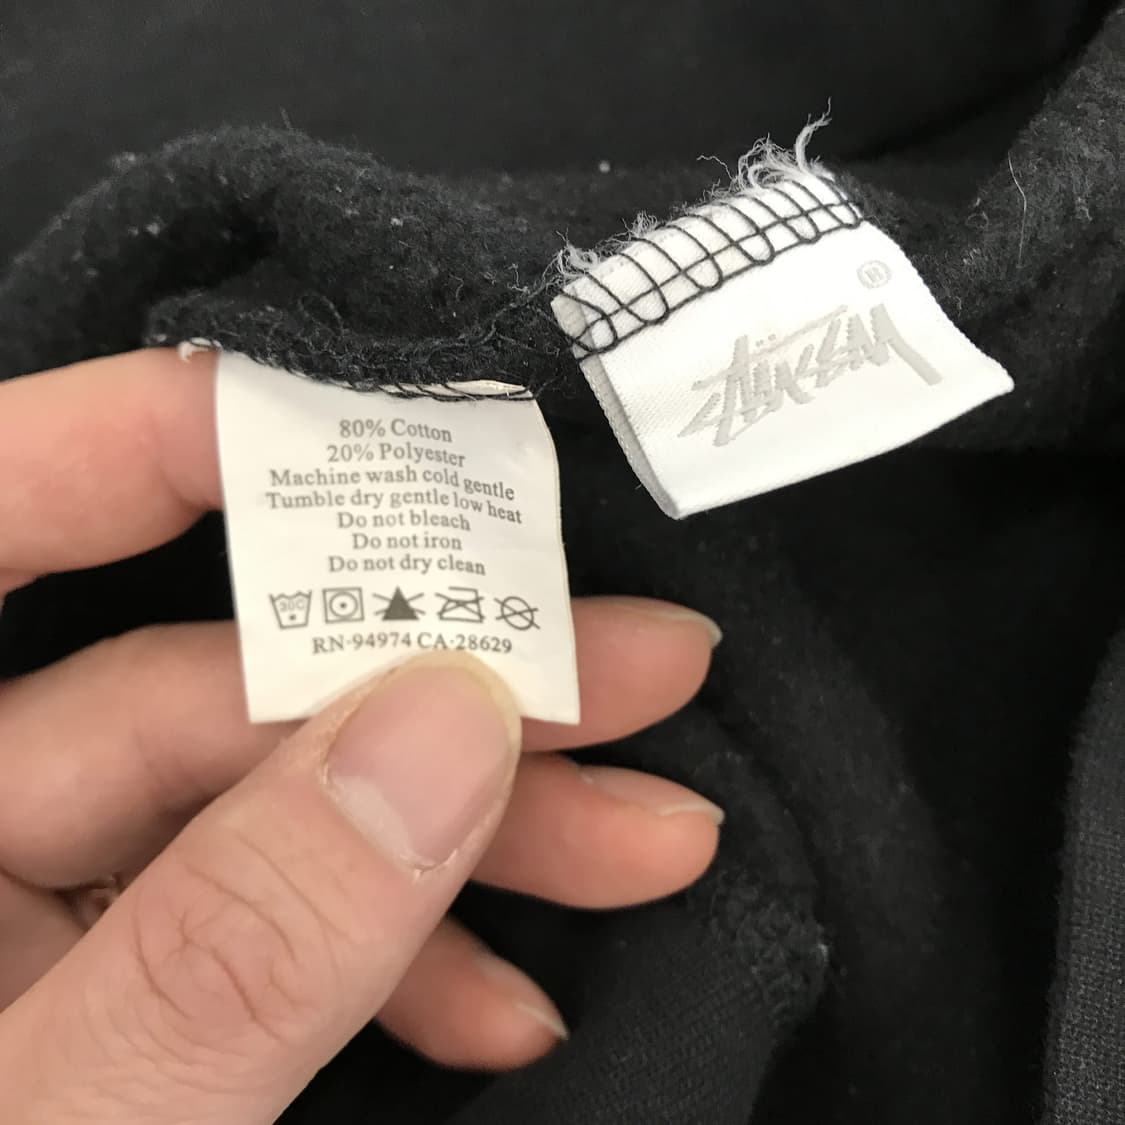 80% Cotton
20% Polyester
Machine wash cold gentle
Tumble dry gentle low heat
Do not bleach
Do not iron
Do not dry clean
30C
RN-94974 CA-28629
®
Stüssy